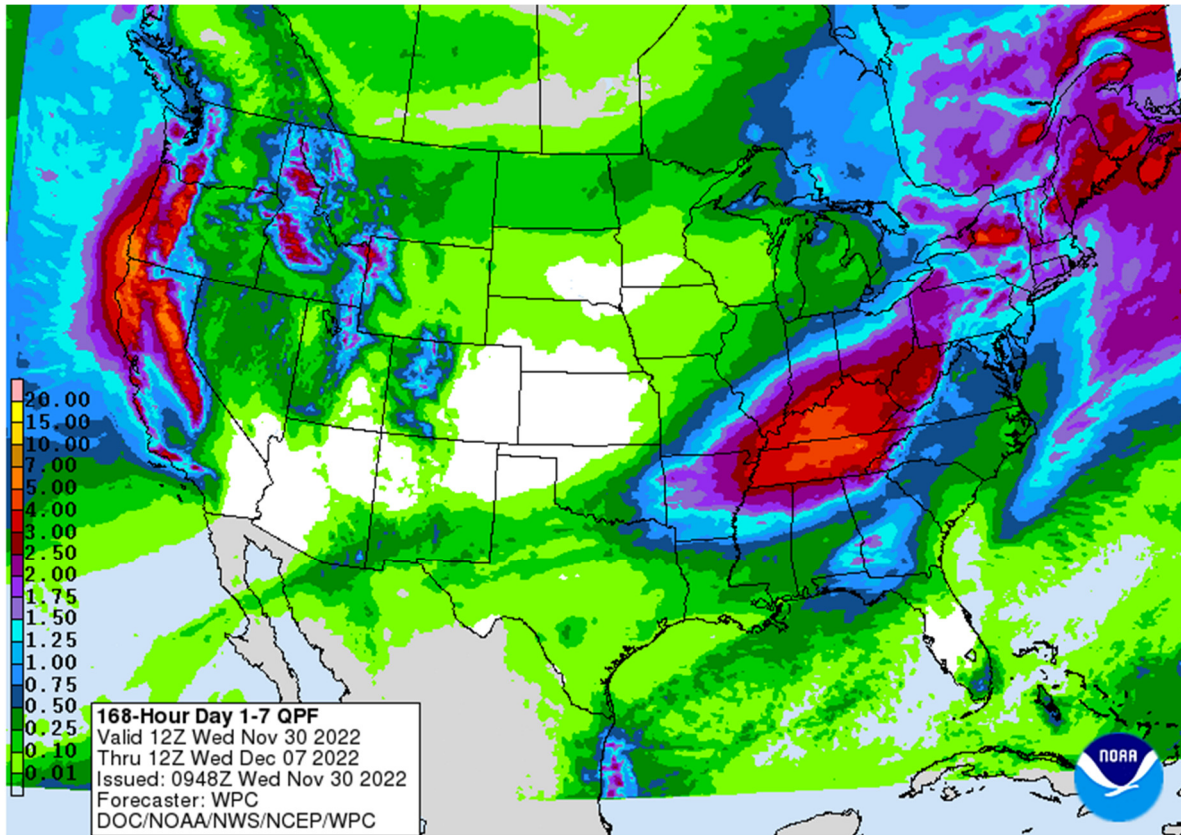 20.00
15.00
10.00
7.00
5.00
4.00
3.00
2.50
2.00
1.75
1.50
1.25
1.00
0.75
0.50
0.25
0.10
0.01
168-Hour Day 1-7 QPF
Valid 12Z Wed Nov 30 2022
Thru 12Z Wed Dec 07 2022
Issued: 0948Z Wed Nov 30 2022
Forecaster: WPC
DOC/NOAA/NWS/NCEP/WPC
NOAA